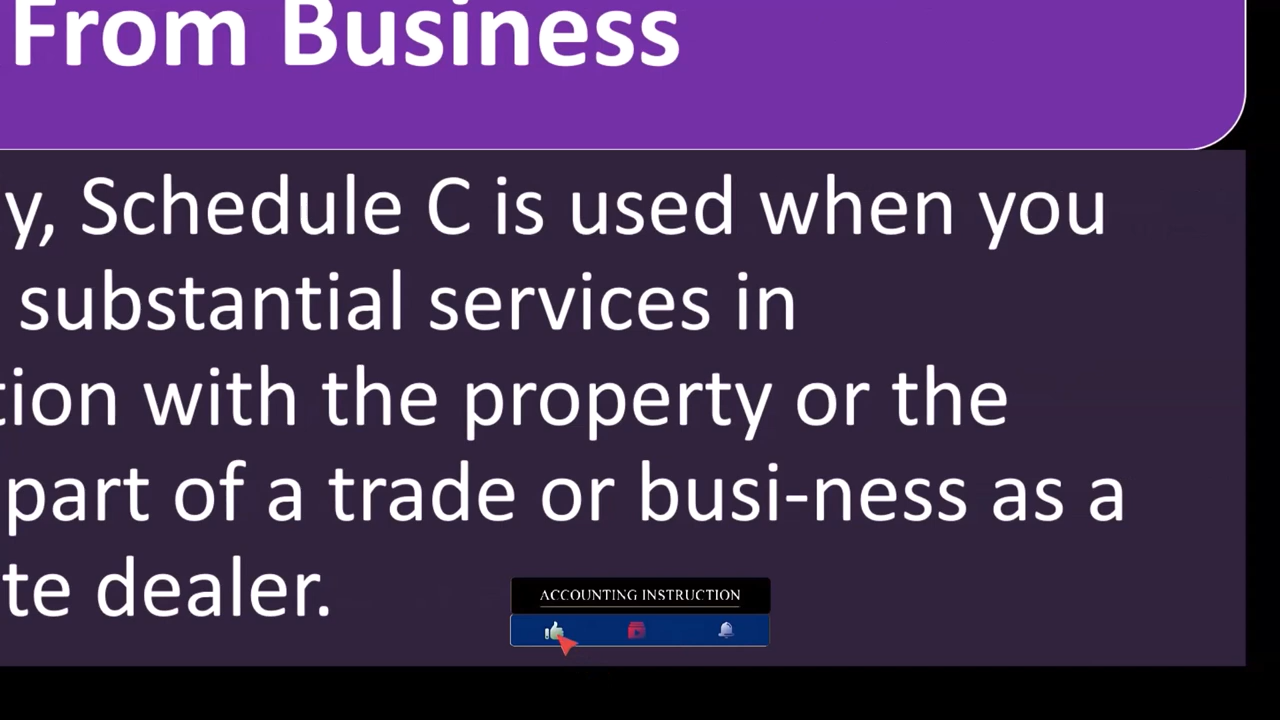 From Business
y, Schedule C is used when you
substantial services in
tion with the property or the
part of a trade or busi-ness as a
te dealer.
ACCOUNTING INSTRUCTION